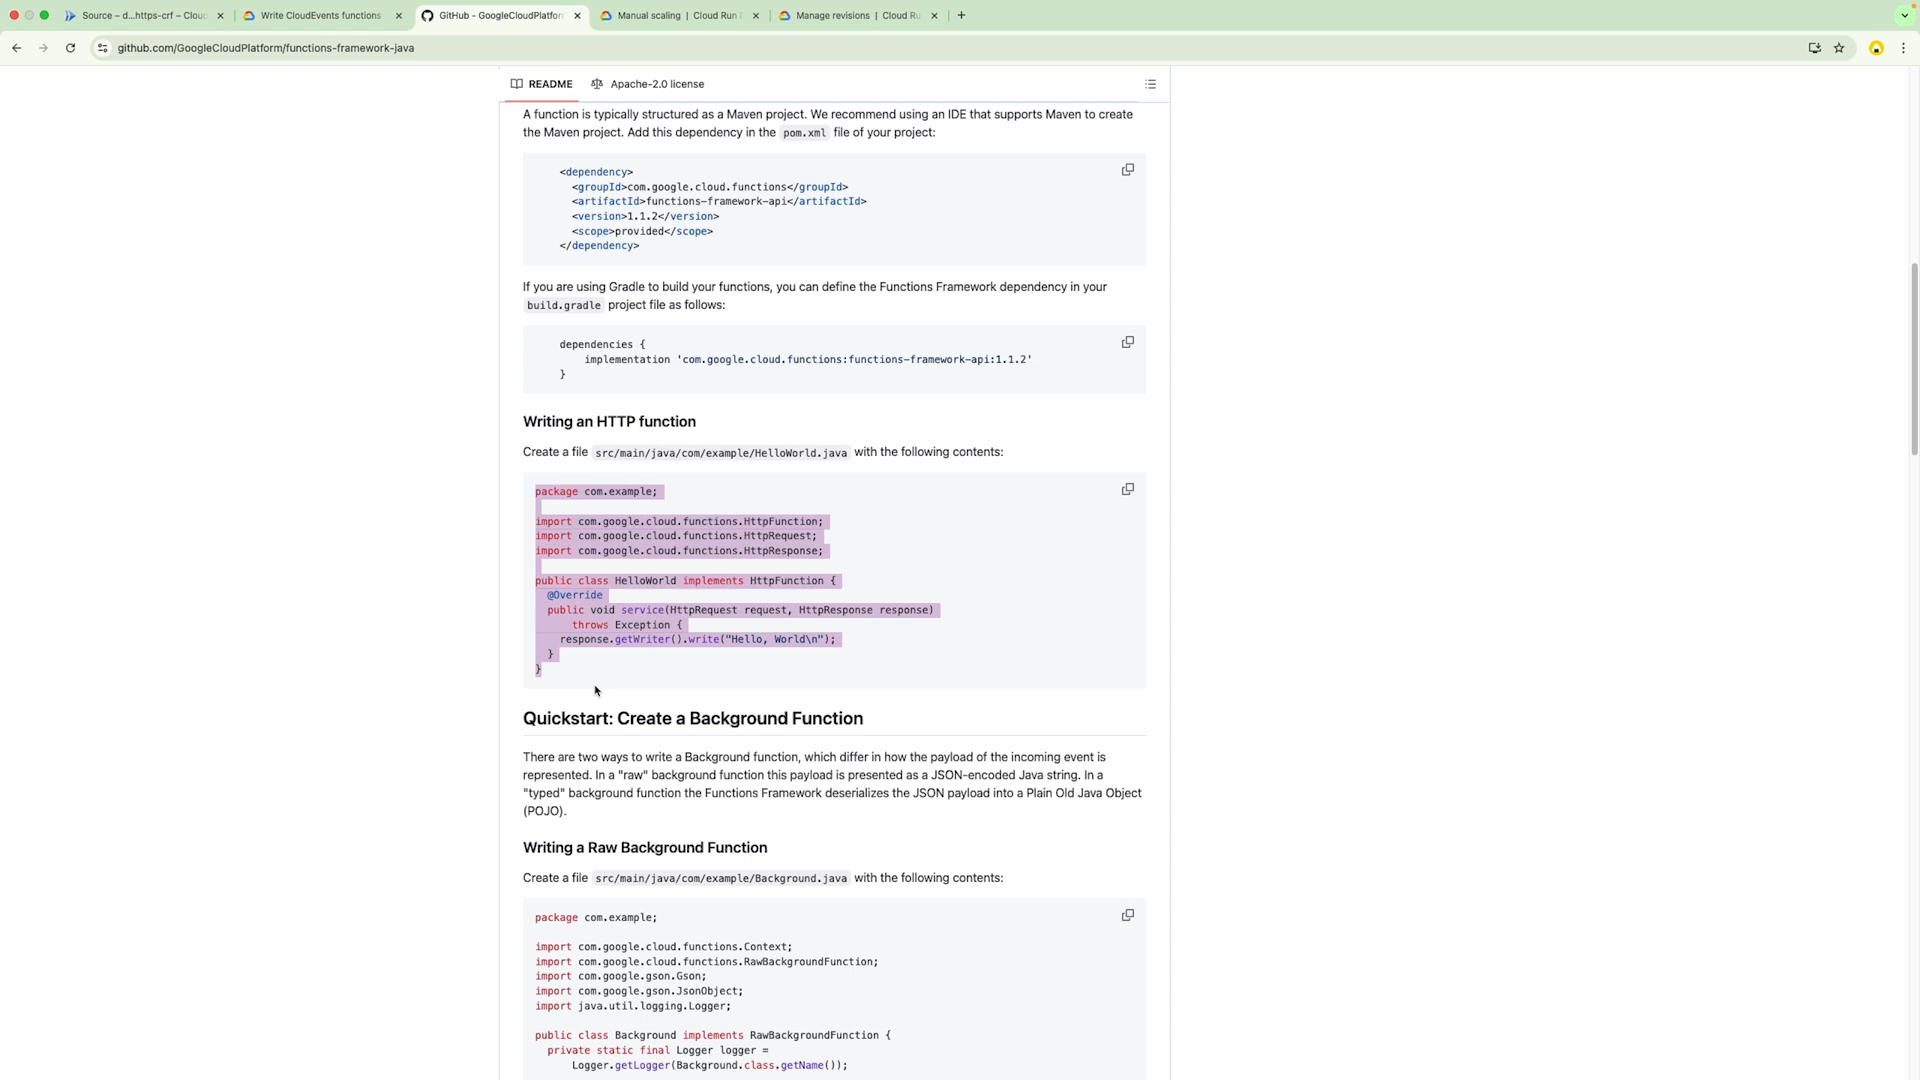 Source – d...https-crf – Cloud
Write CloudEvents functions
GitHub - GoogleCloudPlatfor
Manual scaling | Cloud Run
Manage revisions | Cloud Ru
github.com/GoogleCloudPlatform/functions-framework-java
README
Apache-2.0 license
A function is typically structured as a Maven project. We recommend using an IDE that supports Maven to create
the Maven project. Add this dependency in the pom.xml file of your project:
<dependency>
<groupId>com.google.cloud.functions</groupId>
<artifactId>functions-framework-api</artifactId>
<version>1.1.2</version>
<scope>provided</scope>
</dependency>
If you are using Gradle to build your functions, you can define the Functions Framework dependency in your
build.gradle project file as follows:
dependencies {
implementation 'com.google.cloud.functions:functions-framework-api:1.1.2'
}
Writing an HTTP function
Create a file src/main/java/com/example/HelloWorld.java with the following contents:
package com.example;
import com.google.cloud.functions.HttpFunction;
import com.google.cloud.functions.HttpRequest;
import com.google.cloud.functions.HttpResponse;
public class HelloWorld implements HttpFunction {
@Override
public void service(HttpRequest request, HttpResponse response)
throws Exception {
response.getWriter().write("Hello, World\n");
}
}
Quickstart: Create a Background Function
There are two ways to write a Background function, which differ in how the payload of the incoming event is
represented. In a "raw" background function this payload is presented as a JSON-encoded Java string. In a
"typed" background function the Functions Framework deserializes the JSON payload into a Plain Old Java Object
(POJO).
Writing a Raw Background Function
Create a file src/main/java/com/example/Background.java with the following contents:
package com.example;
import com.google.cloud.functions.Context;
import com.google.cloud.functions.RawBackgroundFunction;
import com.google.gson.Gson;
import com.google.gson.JsonObject;
import java.util.logging.Logger;
public class Background implements RawBackgroundFunction {
private static final Logger logger =
Logger.getLogger(Background.class.getName());